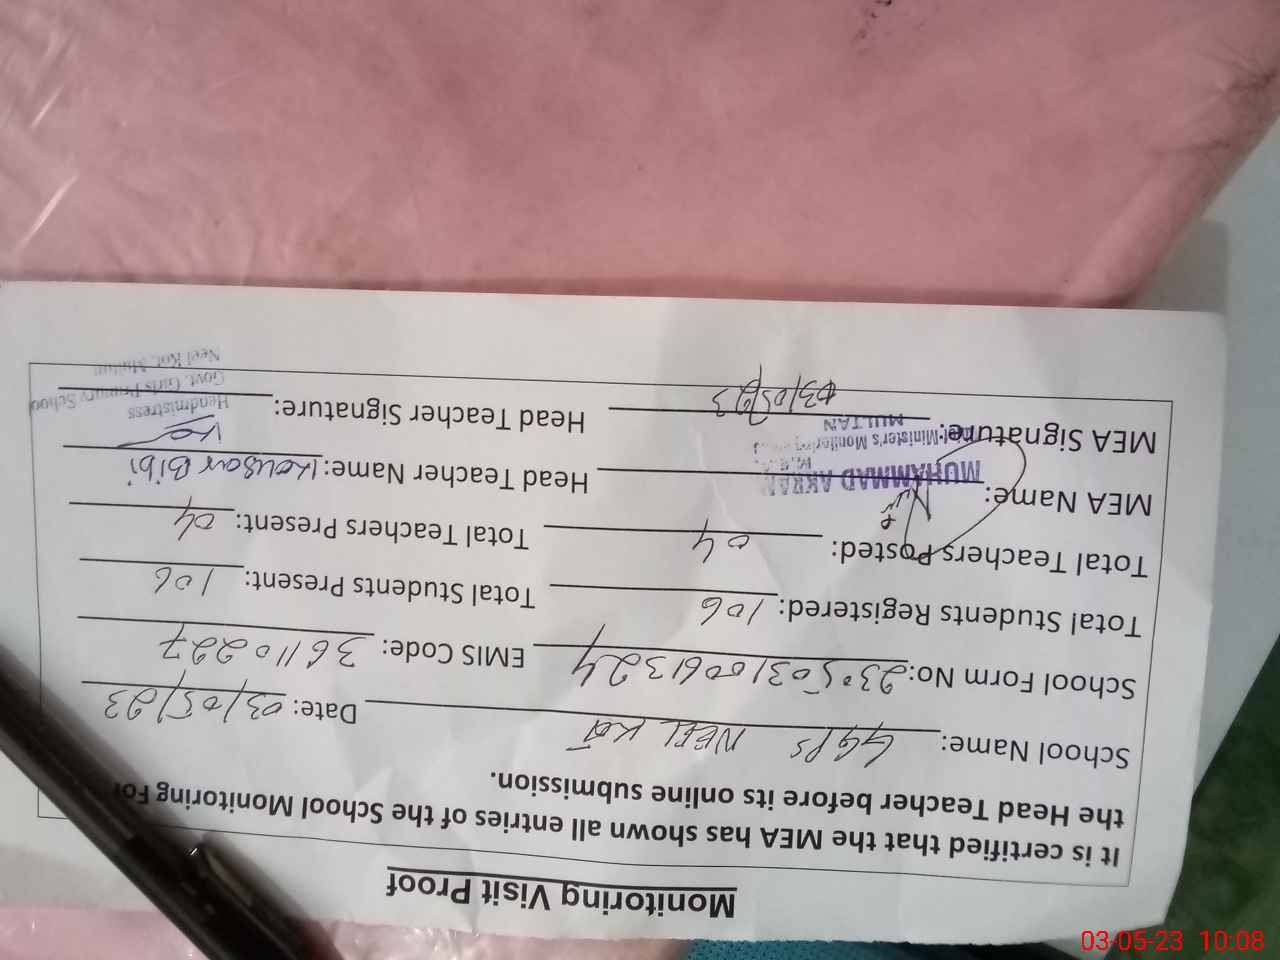 Monitoring Visit Proof
It is certified that the MEA has shown all entries of the School Monitoring For
the Head Teacher before its online submission.
School Name: GGPS NEEL KOT Date: 03/05/23
School Form No: 23050310061324 EMIS Code: 36110227
Total Students Registered: 106 Total Students Present: 106
Total Teachers Posted: 04 Total Teachers Present: 04
MEA Name: MUHAMMAD AKRAM Head Teacher Name: Kousar Bibi
Minister's Monitoring
MULTAN
MEA Signature: Head Teacher Signature:
03/05/23
Headmistress
Govt. Girls Primary School
Neel Kot, Multan
03-05-23 10:08